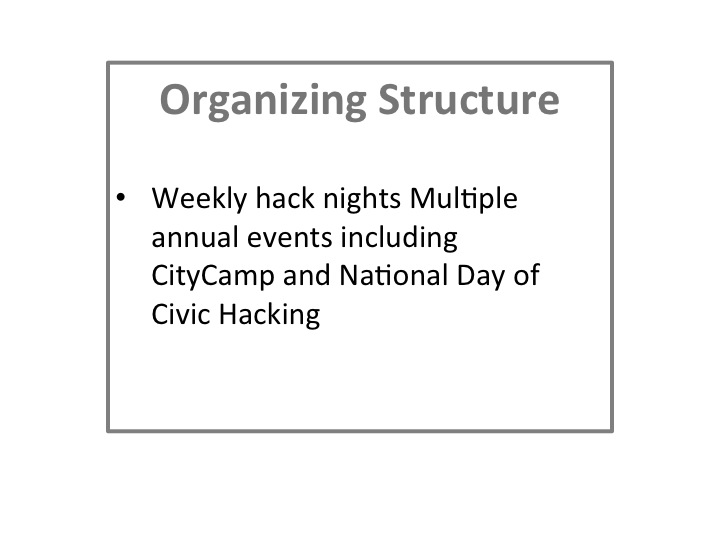 Organizing Structure
• Weekly hack nights Multiple
annual events including
CityCamp and National Day of
Civic Hacking